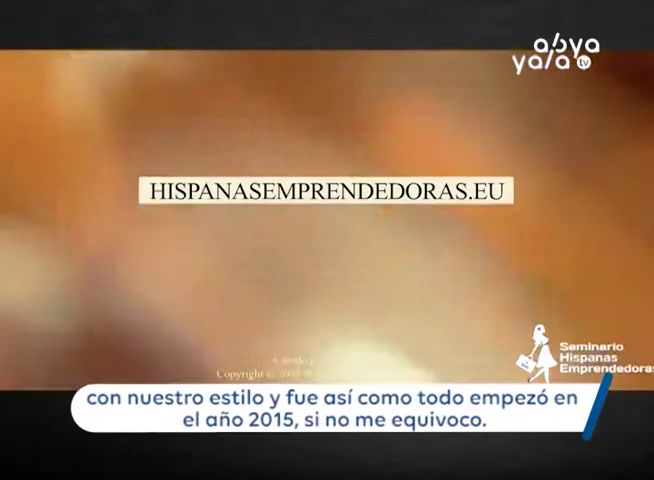 abya
yala tv
HISPANASEMPRENDEDORAS.EU
Copyright ©
Seminario
Hispanas
Emprendedoras
con nuestro estilo y fue así como todo empezó en
el año 2015, si no me equivoco.